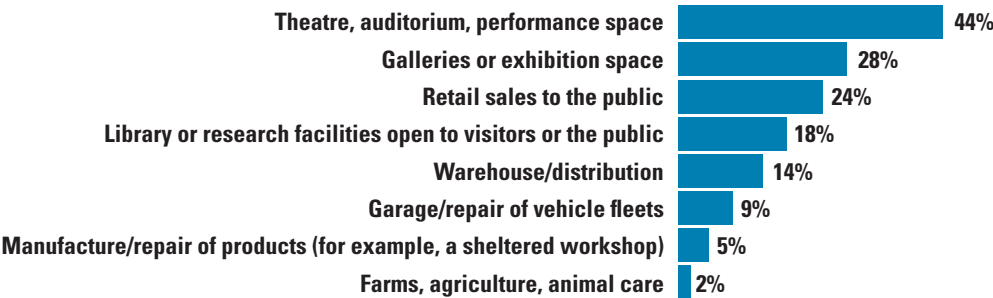 Theatre, auditorium, performance space 44%
Galleries or exhibition space 28%
Retail sales to the public 24%
Library or research facilities open to visitors or the public 18%
Warehouse/distribution 14%
Garage/repair of vehicle fleets 9%
Manufacture/repair of products (for example, a sheltered workshop) 5%
Farms, agriculture, animal care 2%